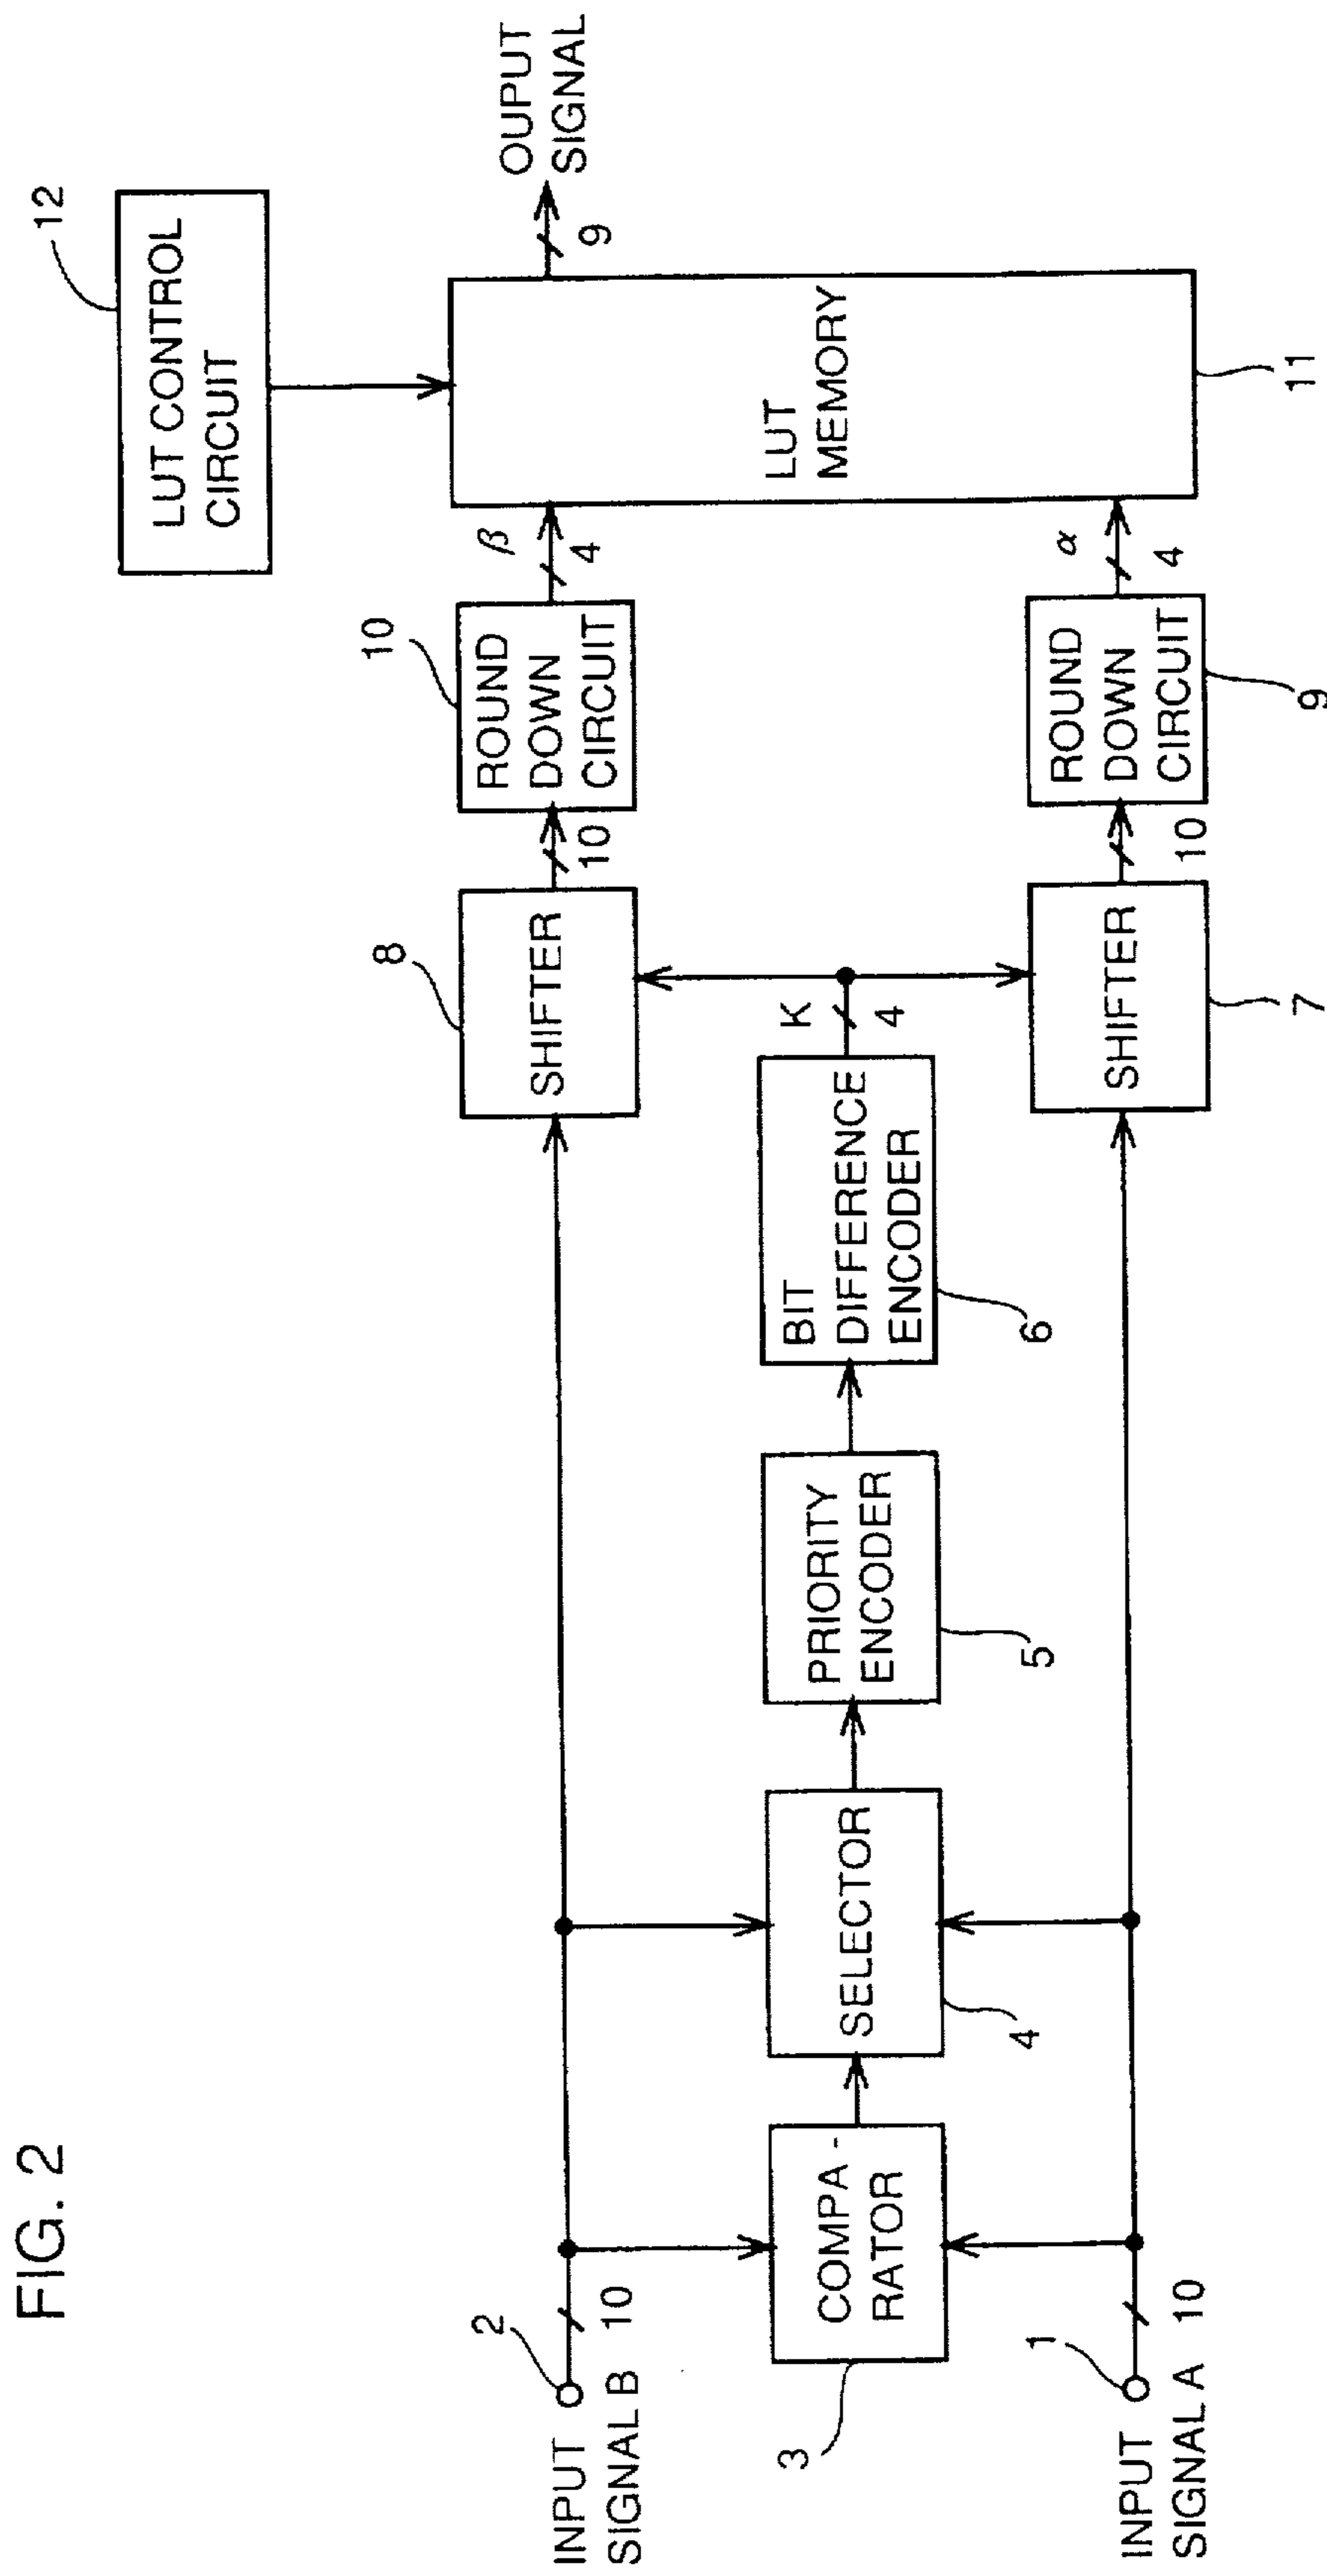 FIG. 2
12
LUT CONTROL
CIRCUIT
OUPUT
SIGNAL
9
INPUT
SIGNAL B
2
10
8
SHIFTER
10
10
ROUND
DOWN
CIRCUIT
β
4
LUT
MEMORY
11
3
COMPA -
RATOR
SELECTOR
4
PRIORITY
ENCODER
5
BIT
DIFFERENCE
ENCODER
6
K
4
INPUT
SIGNAL A
1
10
SHIFTER
7
10
ROUND
DOWN
CIRCUIT
9
α
4